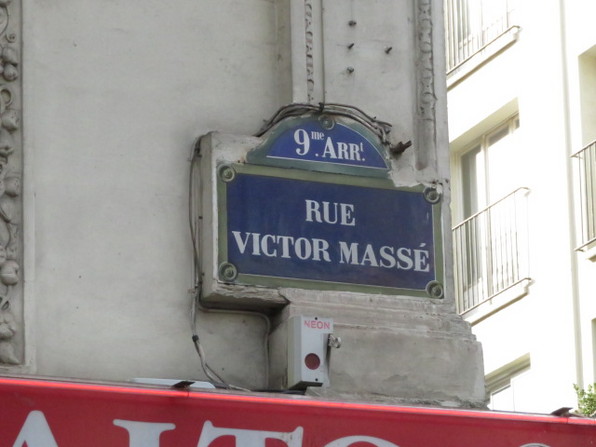 9me. ARRt.
RUE
VICTOR MASSÉ
NEON